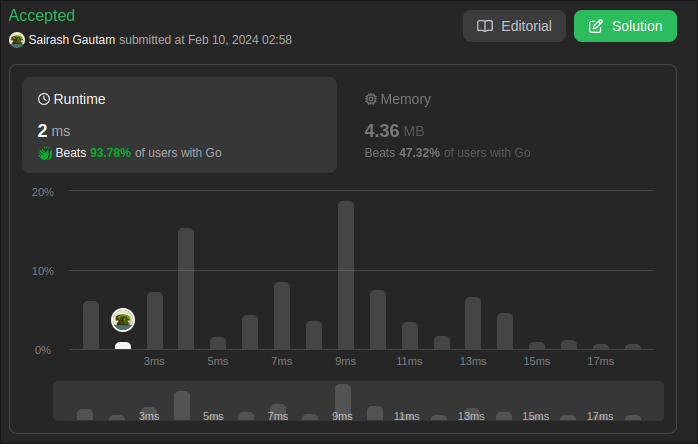 Accepted
Editorial
Solution
Sairash Gautam submitted at Feb 10, 2024 02:58
Runtime
Memory
2 ms
4.36 MB
Beats 93.78% of users with Go
Beats 47.32% of users with Go
20%
10%
0%
3ms 5ms 7ms 9ms 11ms 13ms 15ms 17ms
3ms 5ms 7ms 9ms 11ms 13ms 15ms 17ms